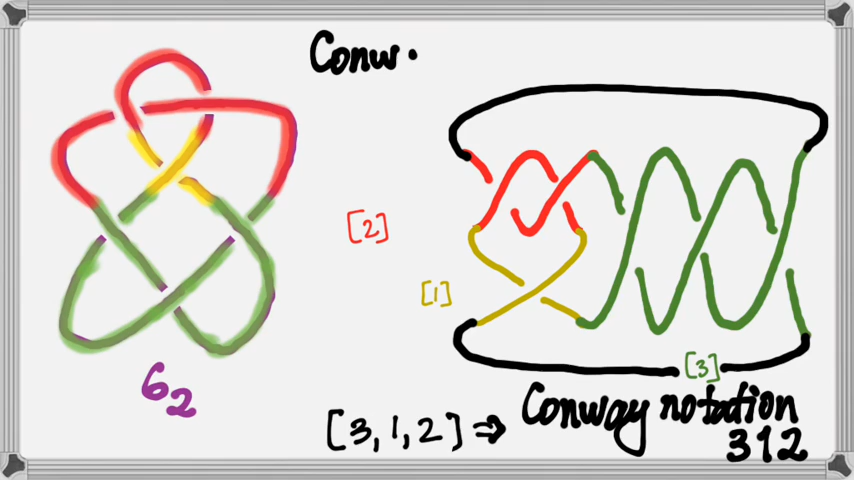 Conw.
[2]
[1]
[3]
6₂
[3,1,2] ⇒ Conway notation
312